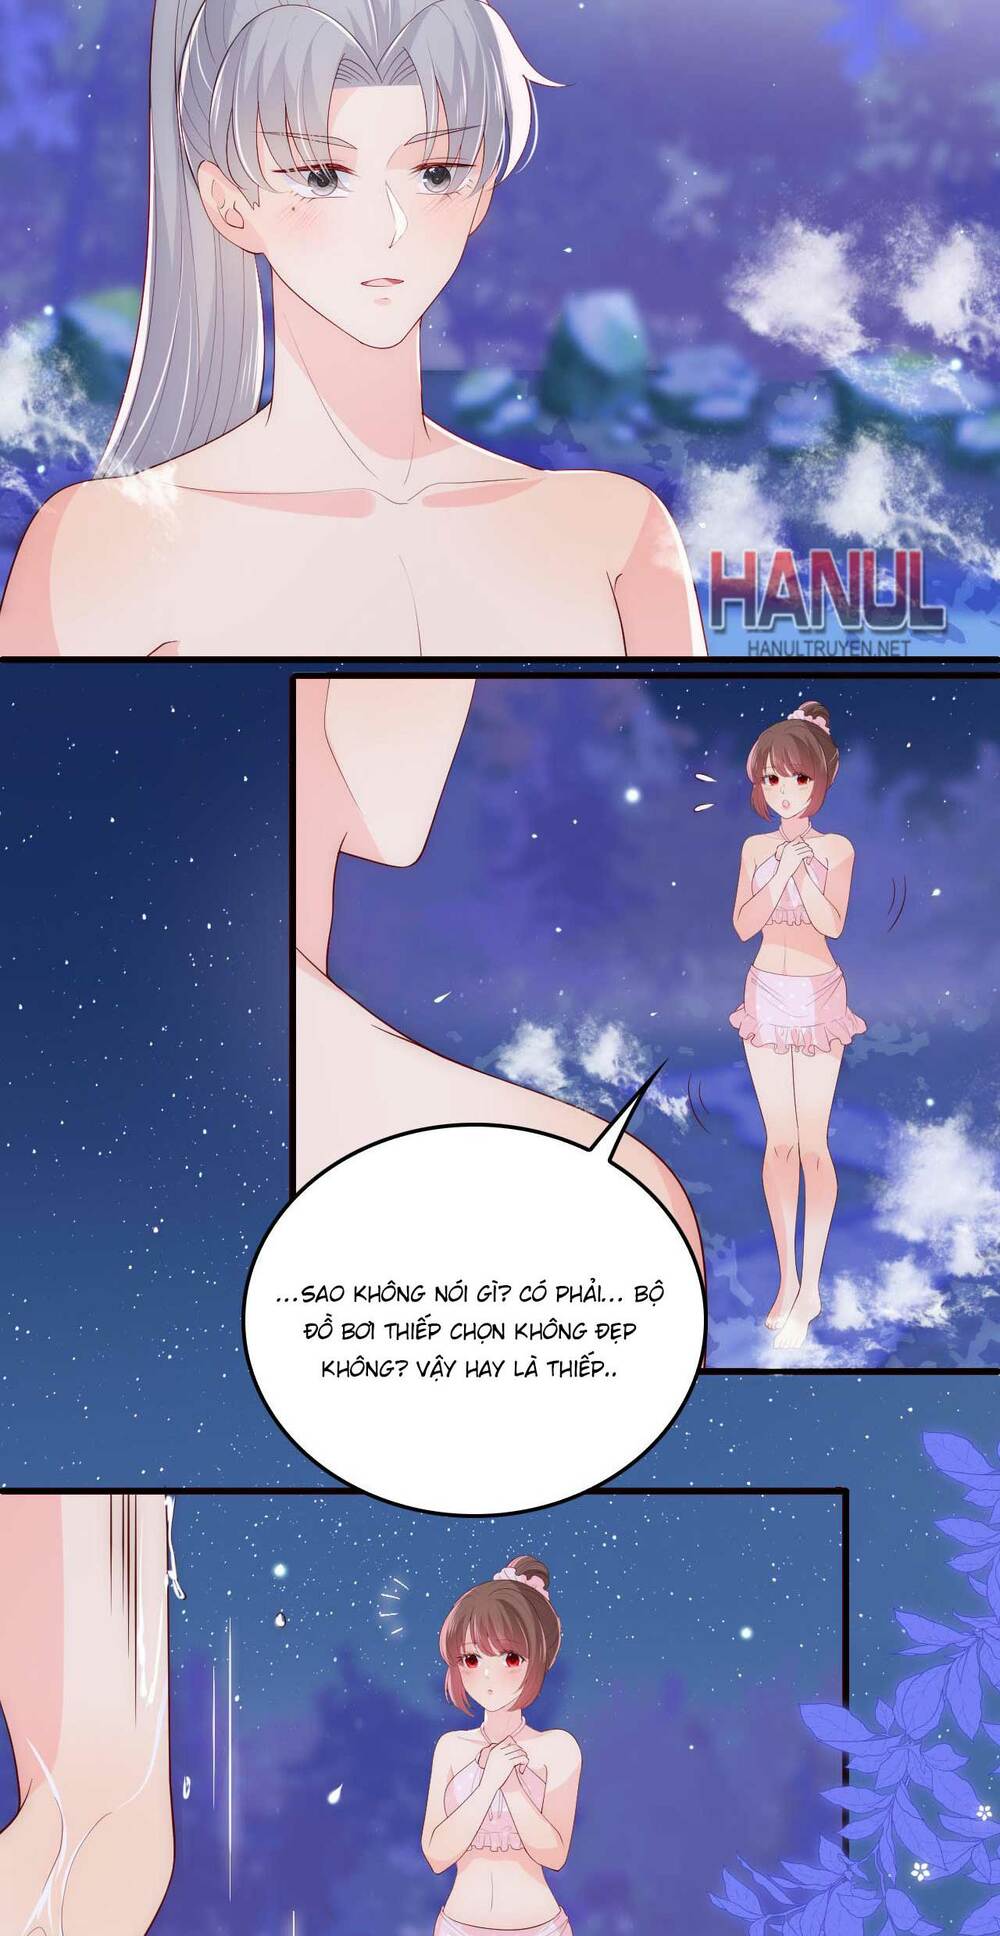 HANUL
HANULTRUYEN.NET
...SAO KHÔNG NÓI GÌ? CÓ PHẢI... BỘ
ĐỒ BƠI THIẾP CHỌN KHÔNG ĐẸP
KHÔNG? VẬY HAY LÀ THIẾP..